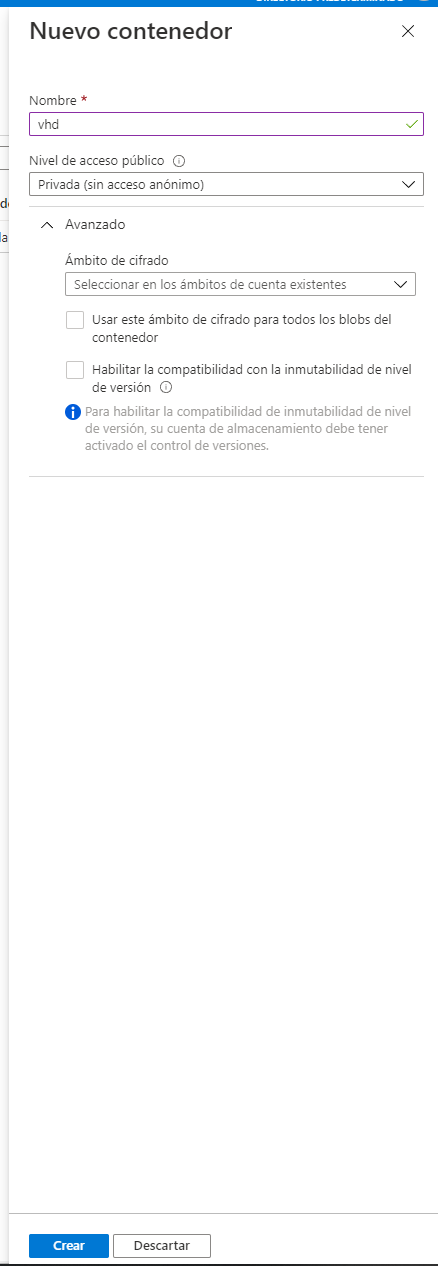 Nuevo contenedor
Nombre *
vhd
Nivel de acceso público
Privada (sin acceso anónimo)
Avanzado
Ámbito de cifrado
Seleccionar en los ámbitos de cuenta existentes
Usar este ámbito de cifrado para todos los blobs del
contenedor
Habilitar la compatibilidad con la inmutabilidad de nivel
de versión
Para habilitar la compatibilidad de inmutabilidad de nivel
de versión, su cuenta de almacenamiento debe tener
activado el control de versiones.
Crear
Descartar